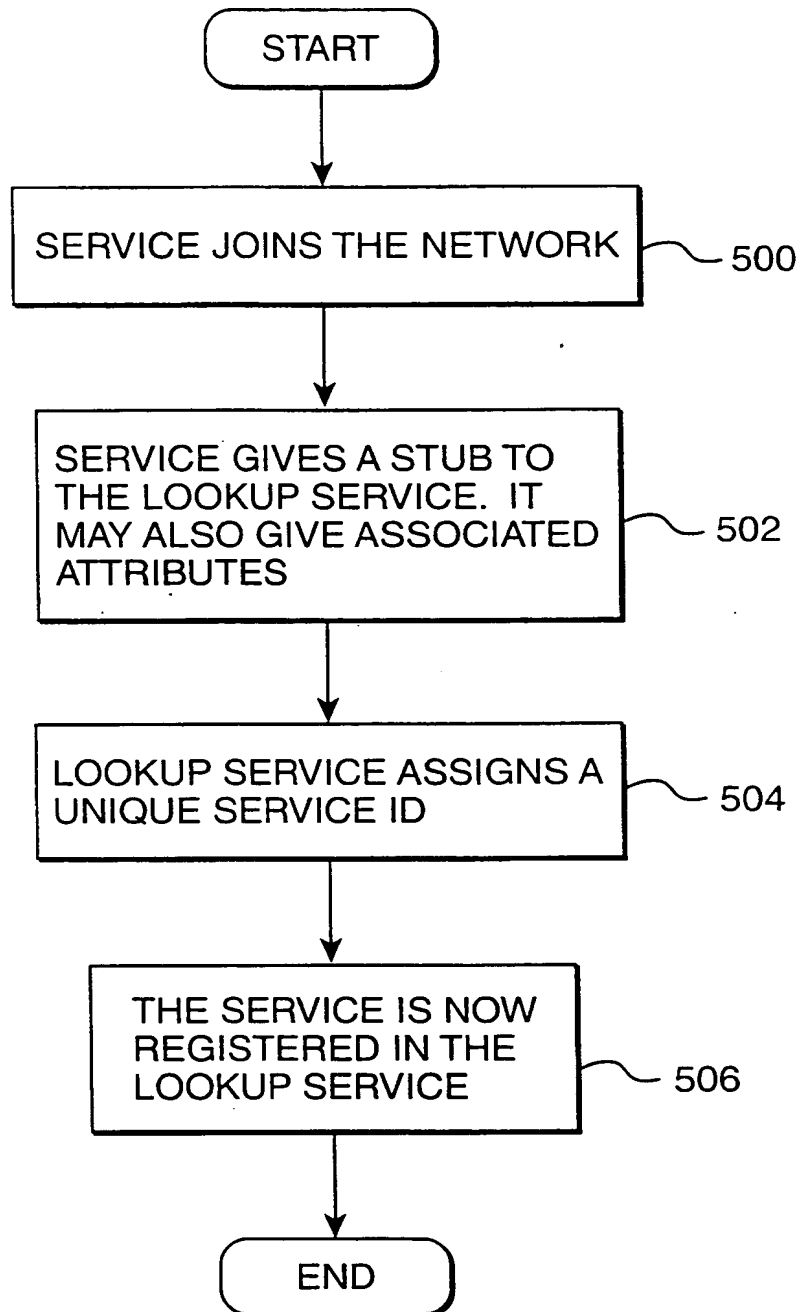 START
SERVICE JOINS THE NETWORK
500
SERVICE GIVES A STUB TO
THE LOOKUP SERVICE. IT
MAY ALSO GIVE ASSOCIATED
ATTRIBUTES
502
LOOKUP SERVICE ASSIGNS A
UNIQUE SERVICE ID
504
THE SERVICE IS NOW
REGISTERED IN THE
LOOKUP SERVICE
506
END